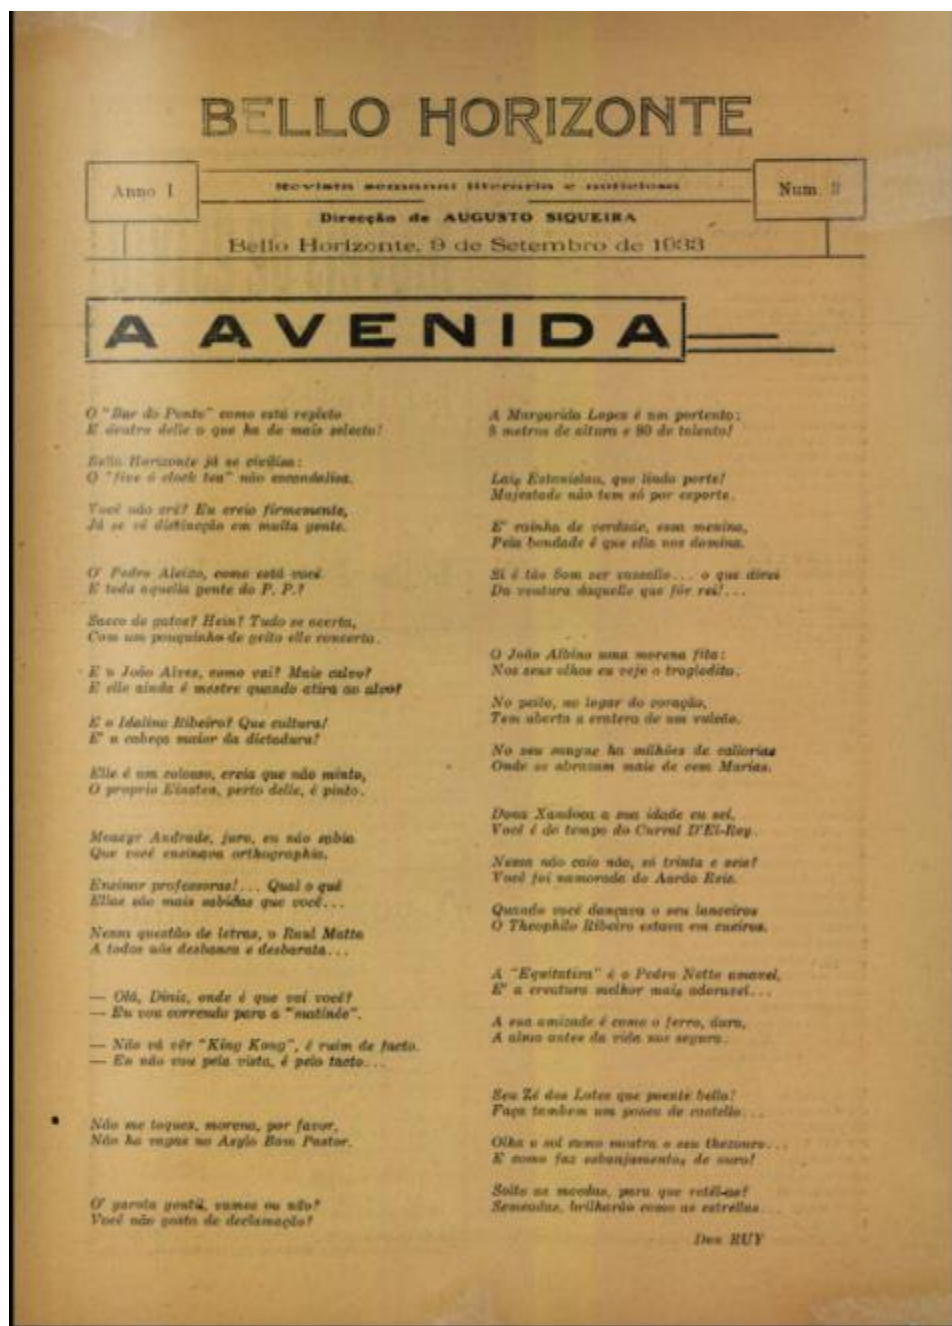 BELLO HORIZONTE
Anno I
Revista semanal literaria e noticiosa
Num. 3
Direcção de AUGUSTO SIQUEIRA
Bello Horizonte, 9 de Setembro de 1933
A AVENIDA
O "Bar do Ponto" como está repleto
E dentro delle o que ha de mais selecto!
Bello Horizonte já se civilisa:
O "five ó clock tea" não escandalisa.
Você não crê? Eu creio firmemente,
Já se vê distincção em muita gente.
O' Pedro Aleixo, como está você
E toda aquella gente do P. P.?
Sacco de gatos? Hein? Tudo se acerta,
Com um pouquinho de geito elle concerta.
E o João Alves, como vai? Mais calvo?
E elle ainda é mestre quando atira ao alvo?
E o Idalino Ribeiro? Que cultura!
E' a cabeça maior da dictadura?
Elle é um colosso, creia que não minto,
O proprio Einsten, perto delle, é pinto.
Moacyr Andrade, juro, eu não sabia
Que você ensinava orthographia.
Ensinar professoras!... Qual o quê
Ellas são mais sabidas que você...
Nessa questão de letras, o Raul Matta
A todos nós desbanca e desbarata...
— Olá, Diniz, onde é que vai você?
— Eu vou correndo para a "matinée".
— Não vá vêr "King Kong", é ruim de facto.
— Eu não vou pela vista, é pelo tacto...
Não me toques, morena, por favor,
Não ha vagas no Asylo Bom Pastor.
O' garota gentil, vamos ou não?
Você não gosta de declamação?
A Margarida Lopes é um portento:
metros de altura e 80 de talento!
Laiz Estanislau, que lindo porte!
Majestade não tem só por esporte.
E' rainha de verdade, essa menina,
Pela bondade é que ella nos domina.
Si é tão bom ser vassallo... o que direi
Da ventura daquelle que fôr rei!...
O João Albino uma morena fita:
Nos seus olhos eu vejo o troglodita.
No peito, no logar do coração,
Tem aberta a cratera de um vulcão.
No seu sangue ha milhões de callorias
Onde se abrazam mais de cem Marias.
Dona Xandoca a sua idade eu sei,
Você é do tempo do Curral D'El-Rey.
Nessa não caio não, só trinta e seis?
Você foi namorada do Aarão Reis.
Quando você dançava o seu lanceiros
O Theophilo Ribeiro estava em cueiros.
A "Equitativa" é o Pedro Netto amavel,
E' a creatura melhor mais adoravel...
A sua amizade é como o ferro, dura,
A alma antes da vida nos segura.
Seu Zé dos Lotes que poente bello!
Faça tambem um pouco de castello...
Olha o sol como mostra o seu thezouro...
E como faz esbanjamentos de ouro!
Solte as moedas, para que retêl-as?
Semeadas, brilharão como as estrellas...
Don RUY